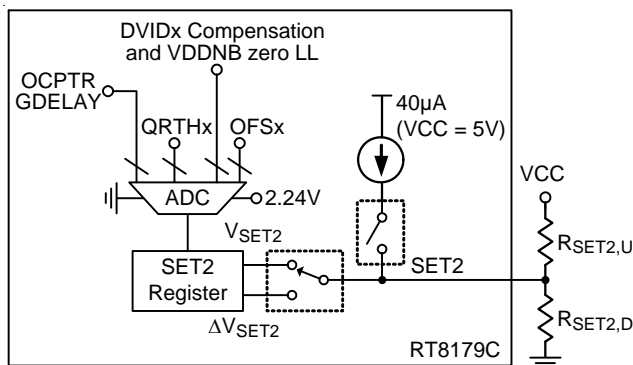 DVIDx Compensation
and VDDNB zero LL
OCPTR
GDELAY
QRTHx
OFSx
40µA
(VCC = 5V)
VCC
ADC
2.24V
VSET2
SET2
Register
SET2
RSET2,U
RSET2,D
ΔVSET2
RT8179C